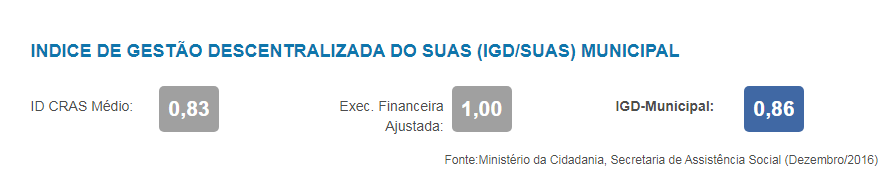 INDICE DE GESTÃO DESCENTRALIZADA DO SUAS (IGD/SUAS) MUNICIPAL
ID CRAS Médio: 0,83
Exec. Financeira
Ajustada: 1,00
IGD-Municipal: 0,86
Fonte:Ministério da Cidadania, Secretaria de Assistência Social (Dezembro/2016)